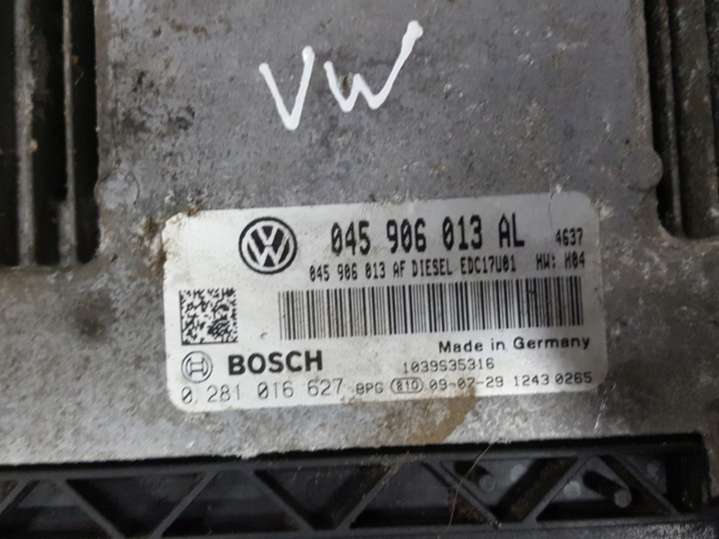 VW
045 906 013 AL 4637
045 906 013 AF DIESEL EDC17U01 HW: H04
Made in Germany
BOSCH 1039S35316
0 281 016 627 BPG 810 09-07-29 1243 0265